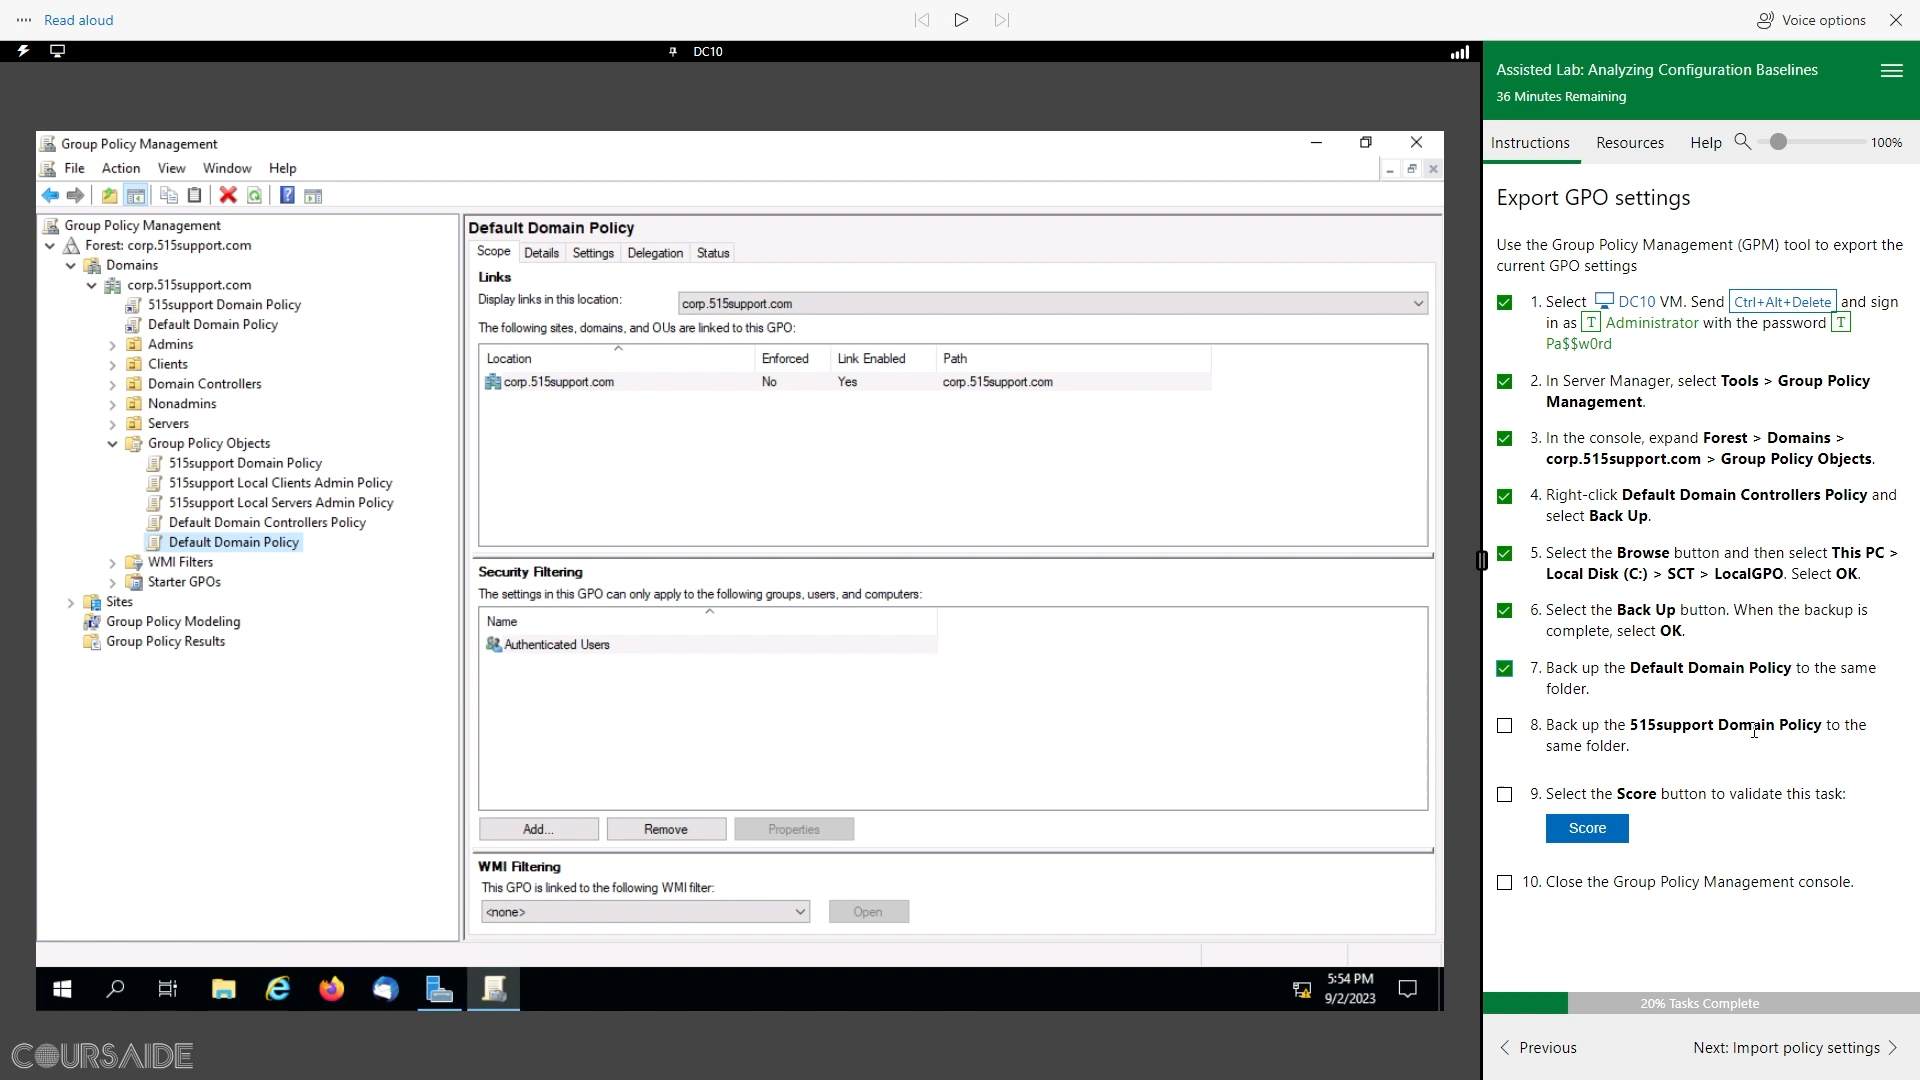 Read aloud
Voice options
DC10
Assisted Lab: Analyzing Configuration Baselines
36 Minutes Remaining
Instructions Resources Help 100%
Group Policy Management
File Action View Window Help
Group Policy Management
Forest: corp.515support.com
Domains
corp.515support.com
515support Domain Policy
Default Domain Policy
Admins
Clients
Domain Controllers
Nonadmins
Servers
Group Policy Objects
515support Domain Policy
515support Local Clients Admin Policy
515support Local Servers Admin Policy
Default Domain Controllers Policy
Default Domain Policy
WMI Filters
Starter GPOs
Sites
Group Policy Modeling
Group Policy Results
Default Domain Policy
Scope Details Settings Delegation Status
Links
Display links in this location: corp.515support.com
The following sites, domains, and OUs are linked to this GPO:
Location Enforced Link Enabled Path
corp.515support.com No Yes corp.515support.com
Security Filtering
The settings in this GPO can only apply to the following groups, users, and computers:
Name
Authenticated Users
Add... Remove Properties
WMI Filtering
This GPO is linked to the following WMI filter:
<none> Open
5:54 PM
9/2/2023
COURSAIDE
Export GPO settings
Use the Group Policy Management (GPM) tool to export the
current GPO settings
1. Select DC10 VM. Send Ctrl+Alt+Delete and sign
in as T Administrator with the password T
Pa$$w0rd
2. In Server Manager, select Tools > Group Policy
Management.
3. In the console, expand Forest > Domains >
corp.515support.com > Group Policy Objects.
4. Right-click Default Domain Controllers Policy and
select Back Up.
5. Select the Browse button and then select This PC >
Local Disk (C:) > SCT > LocalGPO. Select OK.
6. Select the Back Up button. When the backup is
complete, select OK.
7. Back up the Default Domain Policy to the same
folder.
8. Back up the 515support Domain Policy to the
same folder.
9. Select the Score button to validate this task:
Score
10. Close the Group Policy Management console.
20% Tasks Complete
Previous Next: Import policy settings